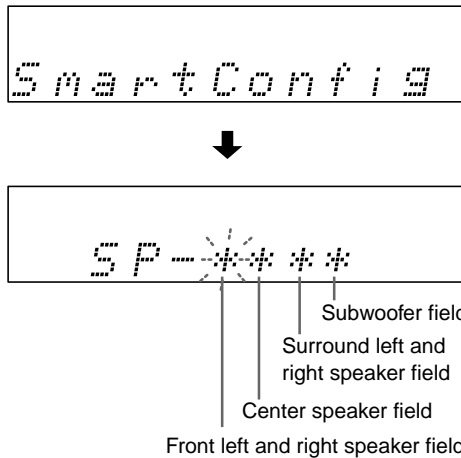 SmartConfig
SP-****
Subwoofer field
Surround left and
right speaker field
Center speaker field
Front left and right speaker field